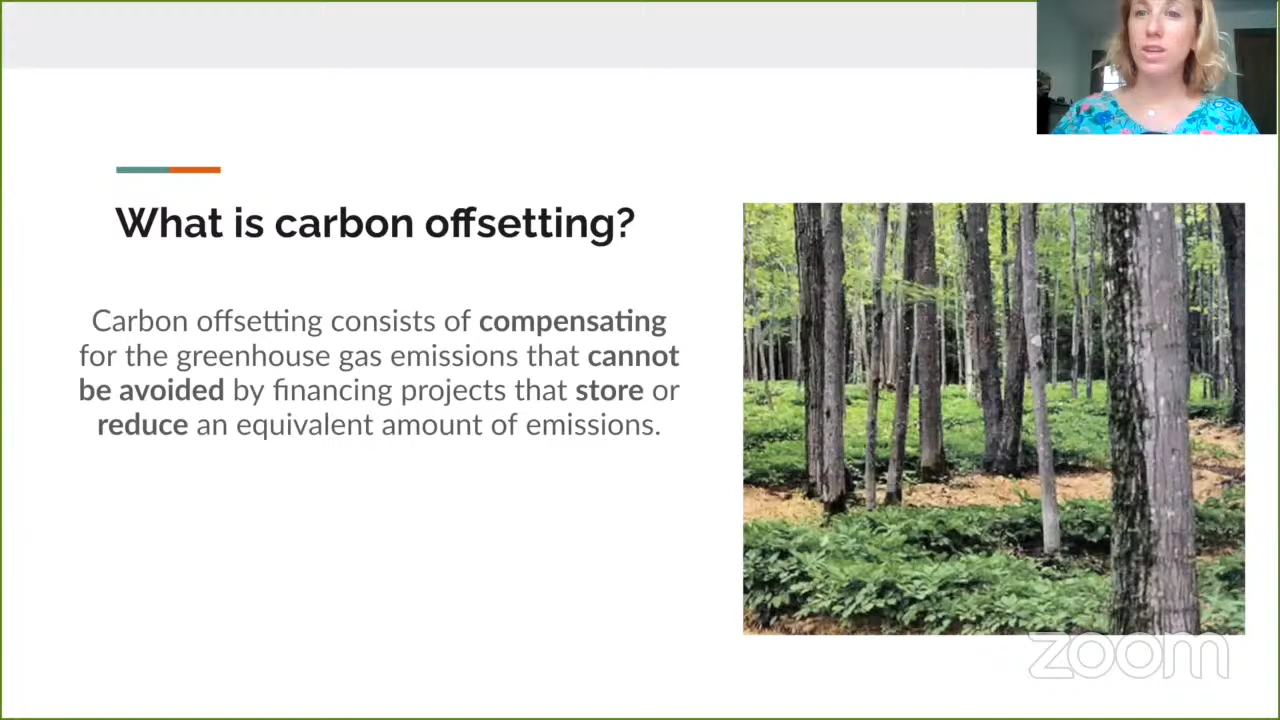 What is carbon offsetting?
Carbon offsetting consists of compensating
for the greenhouse gas emissions that cannot
be avoided by financing projects that store or
reduce an equivalent amount of emissions.
zoom